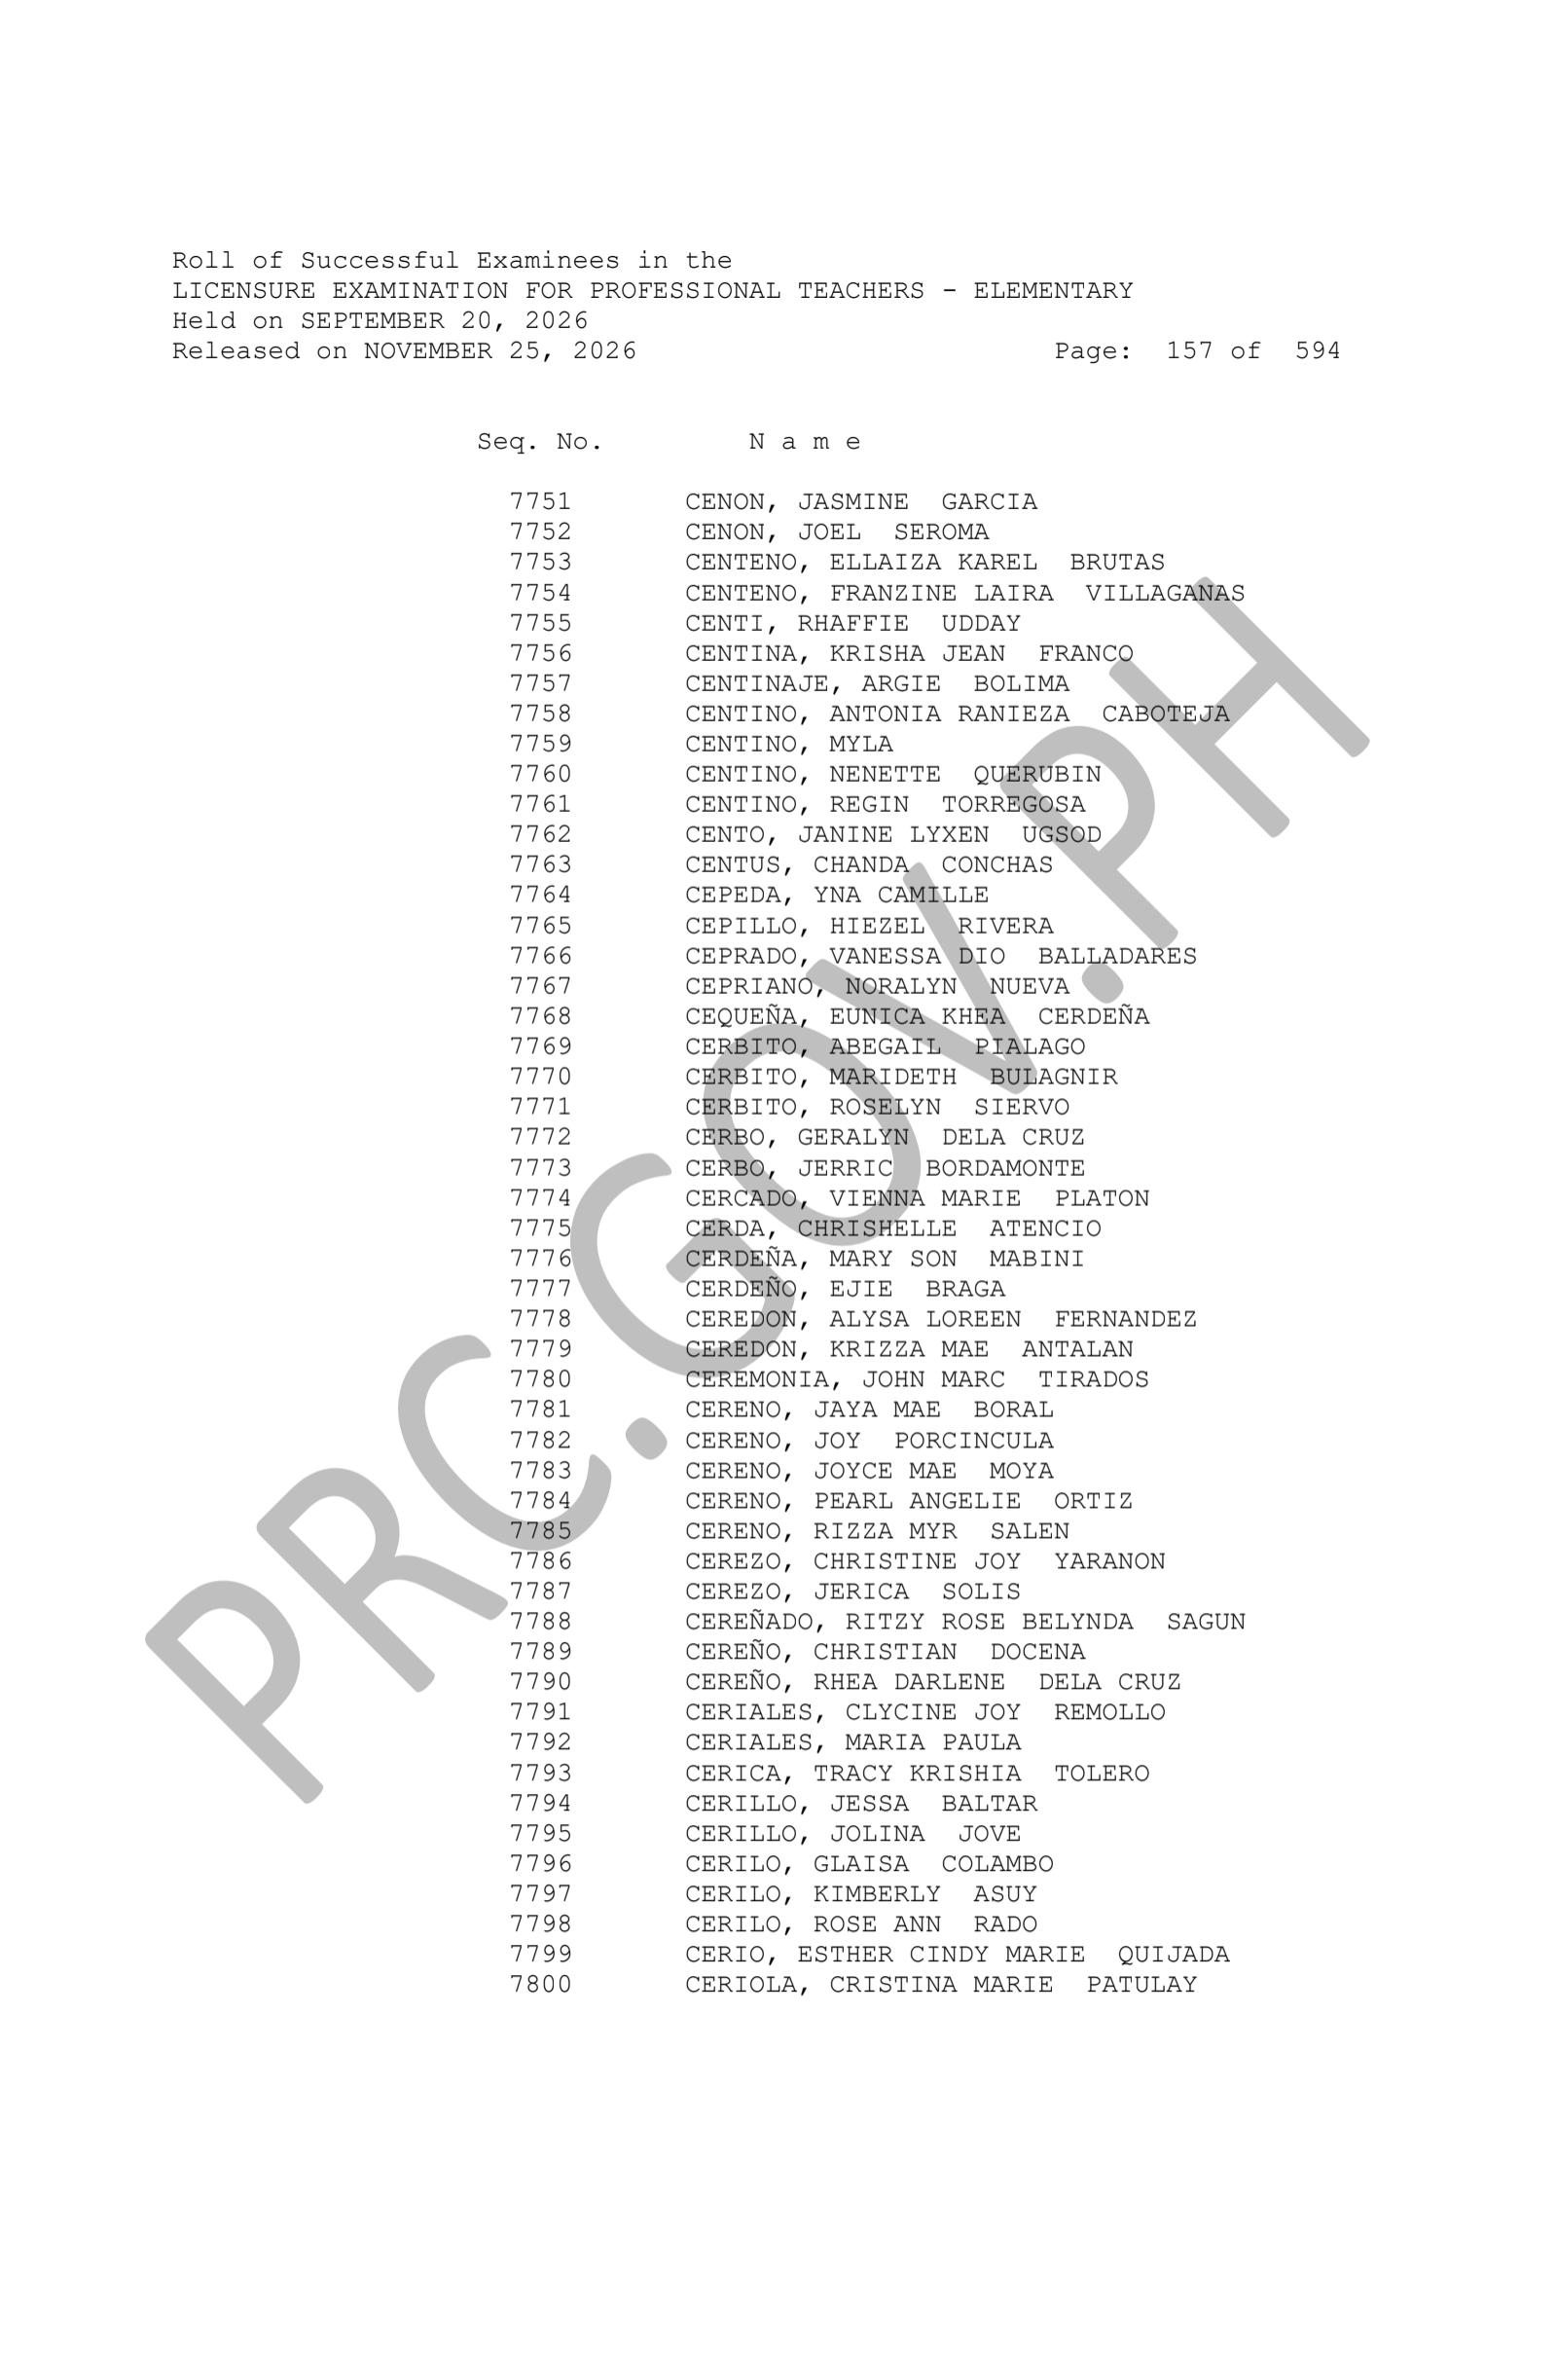 Roll of Successful Examinees in the
LICENSURE EXAMINATION FOR PROFESSIONAL TEACHERS - ELEMENTARY
Held on SEPTEMBER 20, 2026
Released on NOVEMBER 25, 2026 Page: 157 of 594
Seq. No. N a m e
7751 CENON, JASMINE GARCIA
7752 CENON, JOEL SEROMA
7753 CENTENO, ELLAIZA KAREL BRUTAS
7754 CENTENO, FRANZINE LAIRA VILLAGANAS
7755 CENTI, RHAFFIE UDDAY
7756 CENTINA, KRISHA JEAN FRANCO
7757 CENTINAJE, ARGIE BOLIMA
7758 CENTINO, ANTONIA RANIEZA CABOTEJA
7759 CENTINO, MYLA
7760 CENTINO, NENETTE QUERUBIN
7761 CENTINO, REGIN TORREGOSA
7762 CENTO, JANINE LYXEN UGSOD
7763 CENTUS, CHANDA CONCHAS
7764 CEPEDA, YNA CAMILLE
7765 CEPILLO, HIEZEL RIVERA
7766 CEPRADO, VANESSA DIO BALLADARES
7767 CEPRIANO, NORALYN NUEVA
7768 CEQUEÑA, EUNICA KHEA CERDEÑA
7769 CERBITO, ABEGAIL PIALAGO
7770 CERBITO, MARIDETH BULAGNIR
7771 CERBITO, ROSELYN SIERVO
7772 CERBO, GERALYN DELA CRUZ
7773 CERBO, JERRIC BORDAMONTE
7774 CERCADO, VIENNA MARIE PLATON
7775 CERDA, CHRISHELLE ATENCIO
7776 CERDEÑA, MARY SON MABINI
7777 CERDEÑO, EJIE BRAGA
7778 CEREDON, ALYSA LOREEN FERNANDEZ
7779 CEREDON, KRIZZA MAE ANTALAN
7780 CEREMONIA, JOHN MARC TIRADOS
7781 CERENO, JAYA MAE BORAL
7782 CERENO, JOY PORCINCULA
7783 CERENO, JOYCE MAE MOYA
7784 CERENO, PEARL ANGELIE ORTIZ
7785 CERENO, RIZZA MYR SALEN
7786 CEREZO, CHRISTINE JOY YARANON
7787 CEREZO, JERICA SOLIS
7788 CEREÑADO, RITZY ROSE BELYNDA SAGUN
7789 CEREÑO, CHRISTIAN DOCENA
7790 CEREÑO, RHEA DARLENE DELA CRUZ
7791 CERIALES, CLYCINE JOY REMOLLO
7792 CERIALES, MARIA PAULA
7793 CERICA, TRACY KRISHIA TOLERO
7794 CERILLO, JESSA BALTAR
7795 CERILLO, JOLINA JOVE
7796 CERILO, GLAISA COLAMBO
7797 CERILO, KIMBERLY ASUY
7798 CERILO, ROSE ANN RADO
7799 CERIO, ESTHER CINDY MARIE QUIJADA
7800 CERIOLA, CRISTINA MARIE PATULAY
PRC.GOV.PH